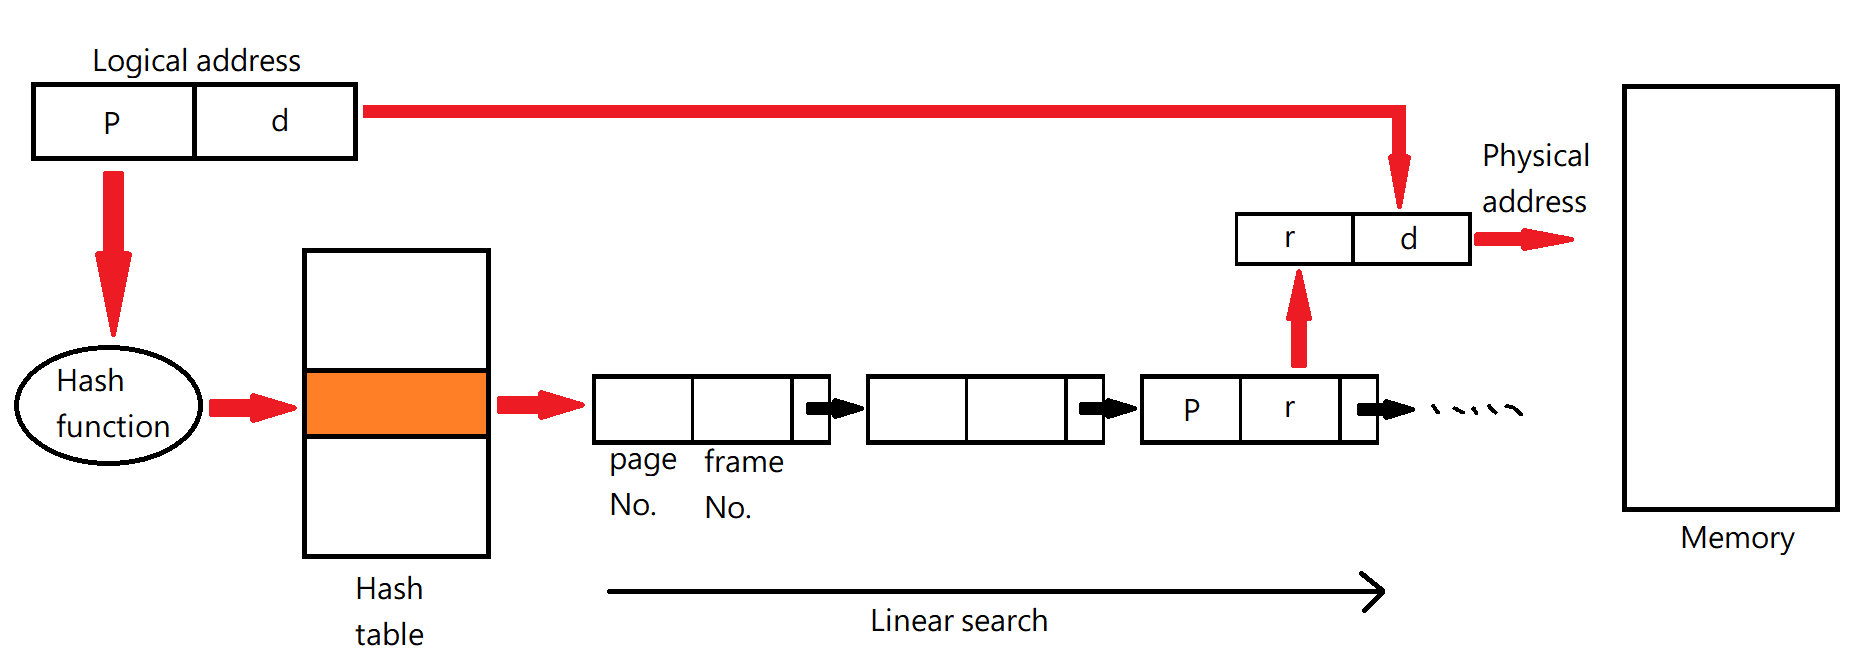 Logical address
P
d
Physical
address
r
d
Hash
function
P
r
page
No.
frame
No.
Hash
table
Linear search
Memory